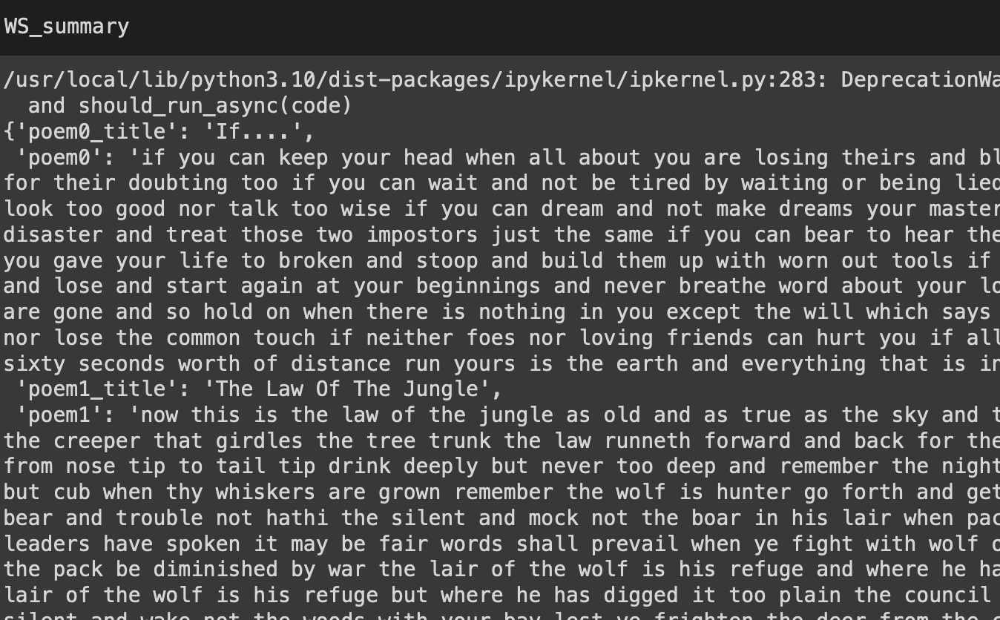 WS_summary
/usr/local/lib/python3.10/dist-packages/ipykernel/ipkernel.py:283: DeprecationWa
and should_run_async(code)
{'poem0_title': 'If....',
'poem0': 'if you can keep your head when all about you are losing theirs and bl
for their doubting too if you can wait and not be tired by waiting or being lied
look too good nor talk too wise if you can dream and not make dreams your master
disaster and treat those two impostors just the same if you can bear to hear the
you gave your life to broken and stoop and build them up with worn out tools if
and lose and start again at your beginnings and never breathe word about your lo
are gone and so hold on when there is nothing in you except the will which says
nor lose the common touch if neither foes nor loving friends can hurt you if all
sixty seconds worth of distance run yours is the earth and everything that is in
'poem1_title': 'The Law Of The Jungle',
'poem1': 'now this is the law of the jungle as old and as true as the sky and t
the creeper that girdles the tree trunk the law runneth forward and back for the
from nose tip to tail tip drink deeply but never too deep and remember the night
but cub when thy whiskers are grown remember the wolf is hunter go forth and get
bear and trouble not hathi the silent and mock not the boar in his lair when pac
leaders have spoken it may be fair words shall prevail when ye fight with wolf o
the pack be diminished by war the lair of the wolf is his refuge and where he ha
lair of the wolf is his refuge but where he has digged it too plain the council
silent and wake not the woods with your bay lest ye frighten the deer from the c